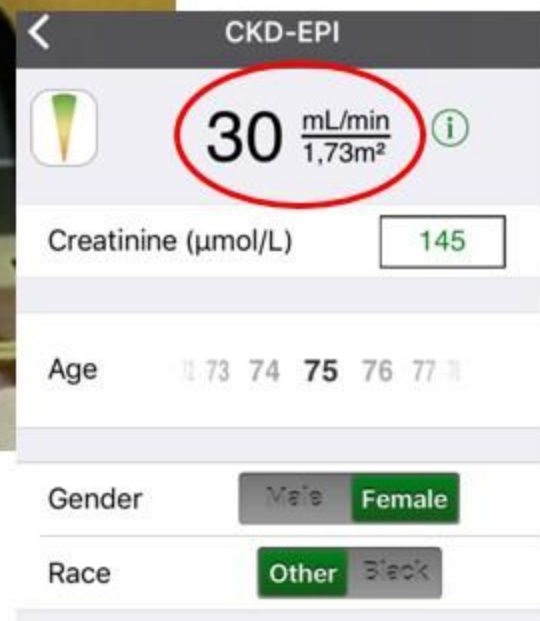 CKD-EPI
30 mL/min
1,73m²
Creatinine (µmol/L) 145
Age 73 74 75 76 77
Gender Male Female
Race Other Black